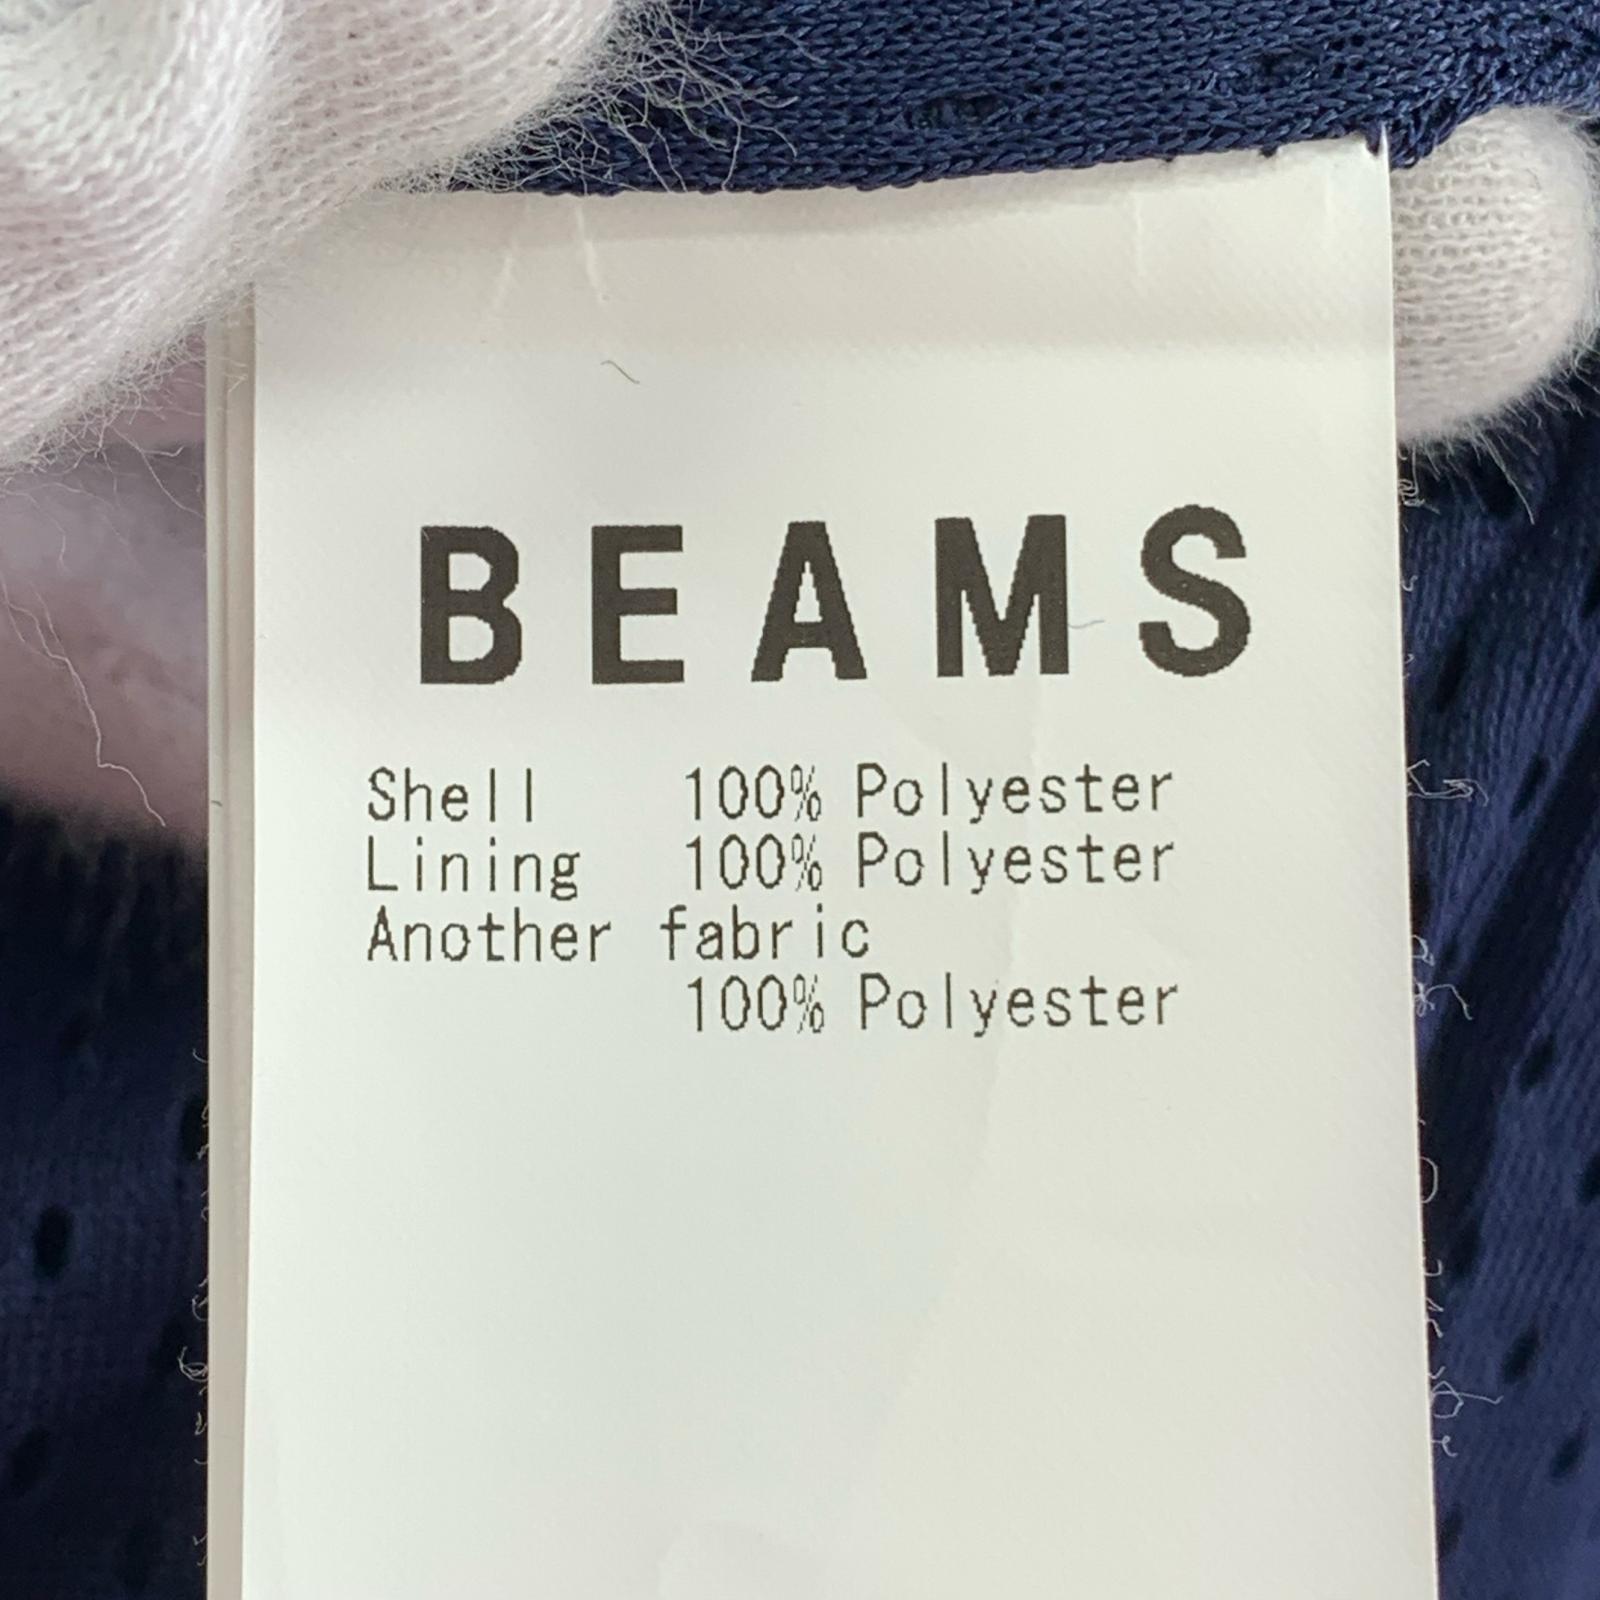 BEAMS
Shell 100% Polyester
Lining 100% Polyester
Another fabric
100% Polyester